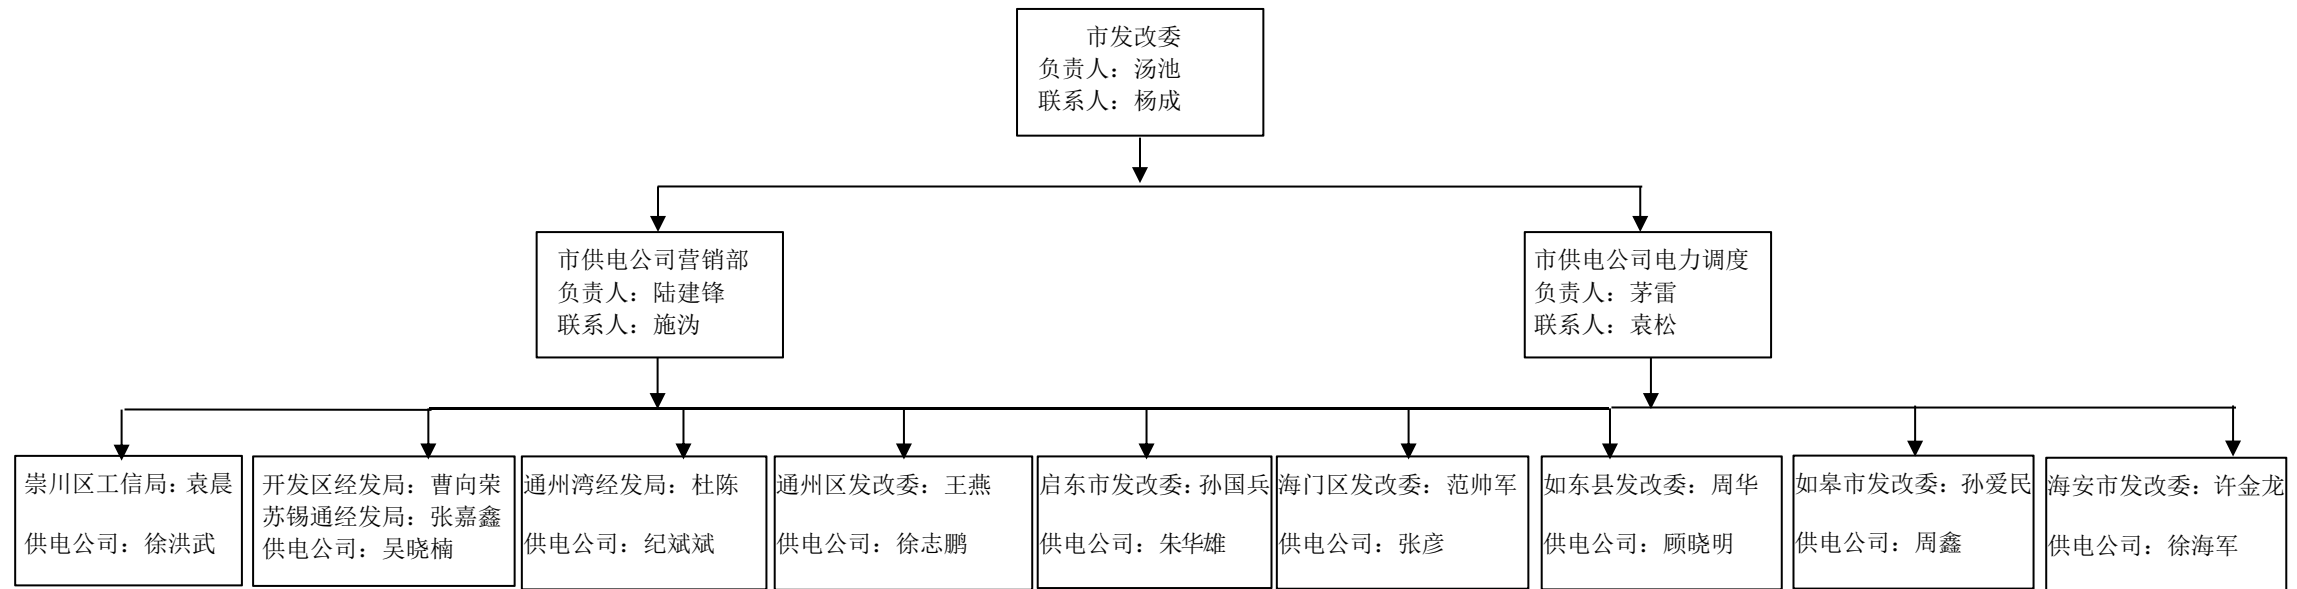 市发改委
负责人：汤池
联系人：杨成
市供电公司营销部
负责人：陆建锋
联系人：施沩
市供电公司电力调度
负责人：茅雷
联系人：袁松
崇川区工信局：袁晨
供电公司：徐洪武
开发区经发局：曹向荣
苏锡通经发局：张嘉鑫
供电公司：吴晓楠
通州湾经发局：杜陈
供电公司：纪斌斌
通州区发改委：王燕
供电公司：徐志鹏
启东市发改委：孙国兵
供电公司：朱华雄
海门区发改委：范帅军
供电公司：张彦
如东县发改委：周华
供电公司：顾晓明
如皋市发改委：孙爱民
供电公司：周鑫
海安市发改委：许金龙
供电公司：徐海军